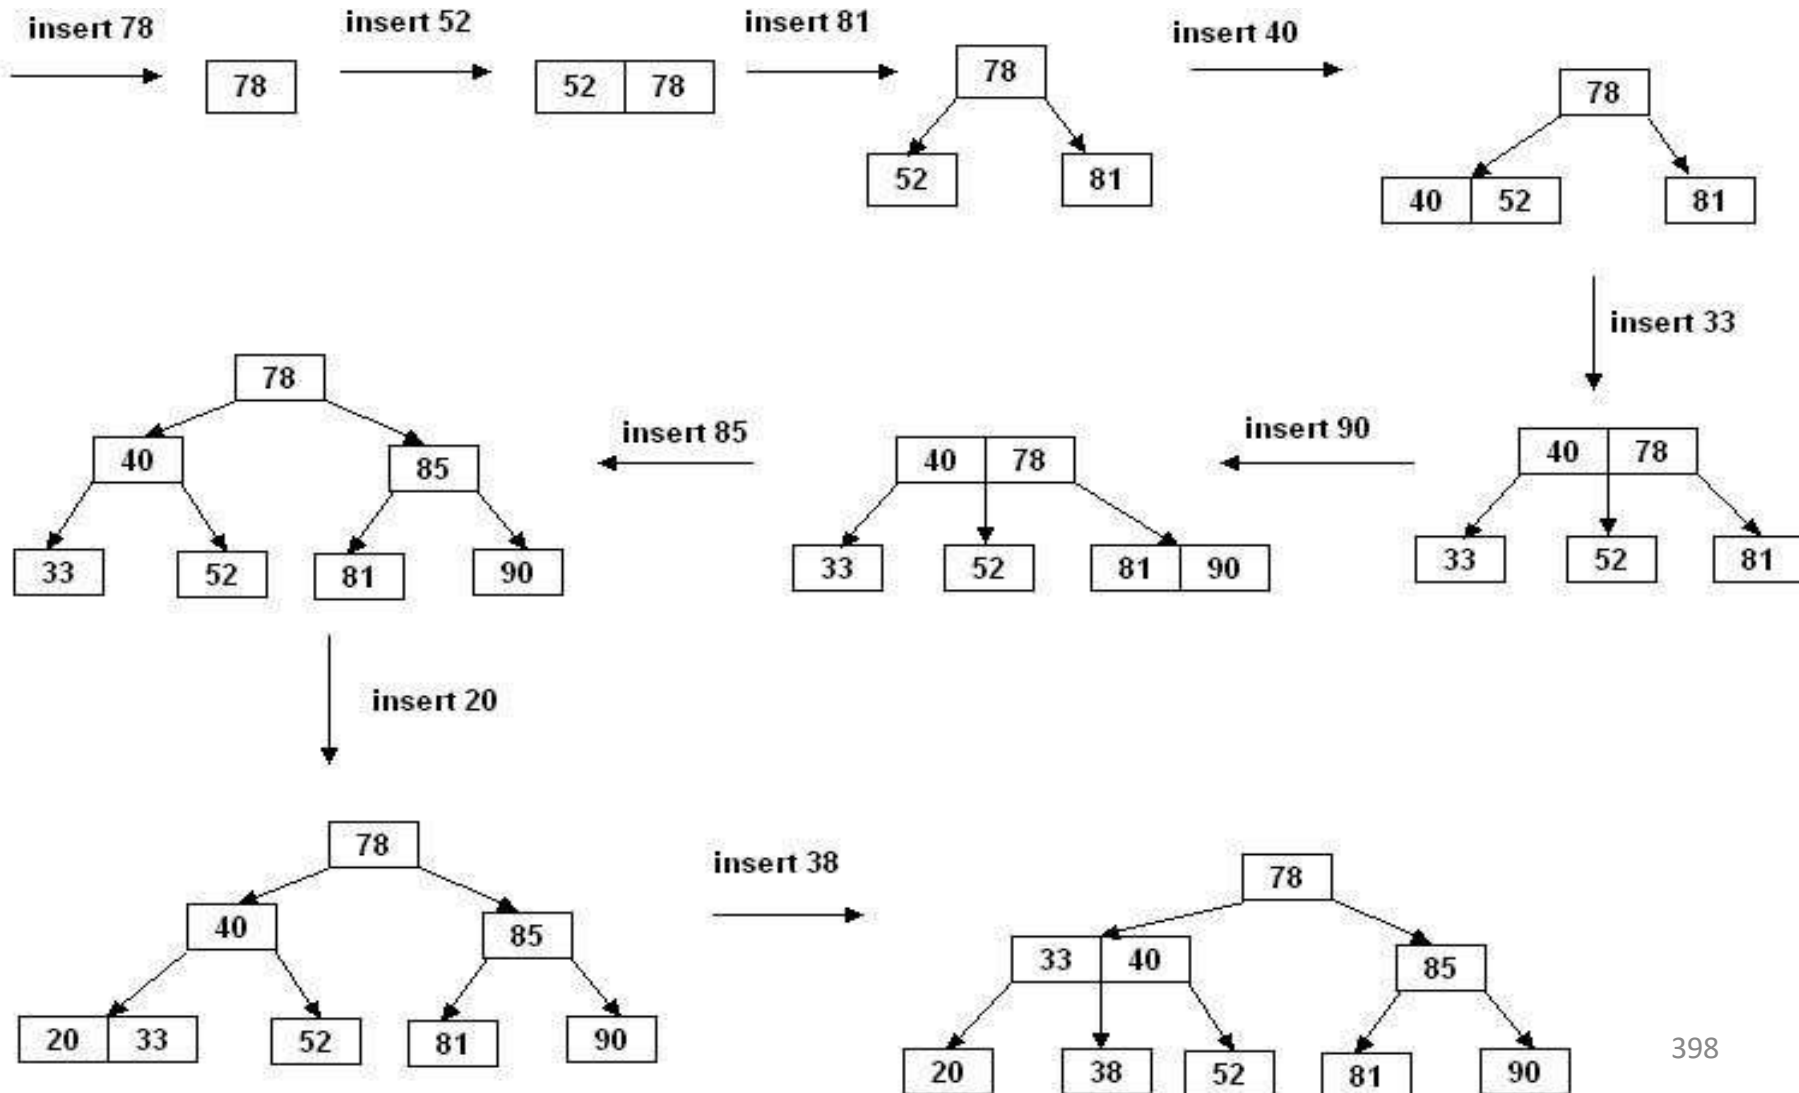 insert 78
78
insert 52
52 78
insert 81
78
52 81
insert 40
78
40 52 81
insert 33
40 78
33 52 81
insert 90
40 78
33 52 81 90
insert 85
78
40 85
33 52 81 90
insert 20
78
40 85
20 33 52 81 90
insert 38
78
33 40 85
20 38 52 81 90
398